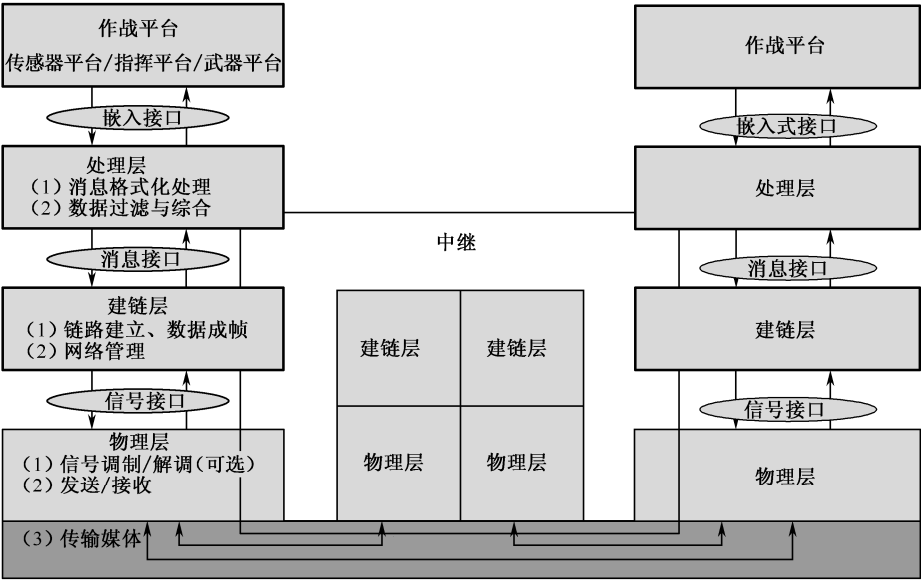 作战平台
传感器平台/指挥平台/武器平台
嵌入接口
处理层
(1)消息格式化处理
(2)数据过滤与综合
消息接口
建链层
(1)链路建立、数据成帧
(2)网络管理
信号接口
物理层
(1)信号调制/解调(可选)
(2)发送/接收
(3)传输媒体
中继
建链层
建链层
物理层
物理层
作战平台
嵌入式接口
处理层
消息接口
建链层
信号接口
物理层